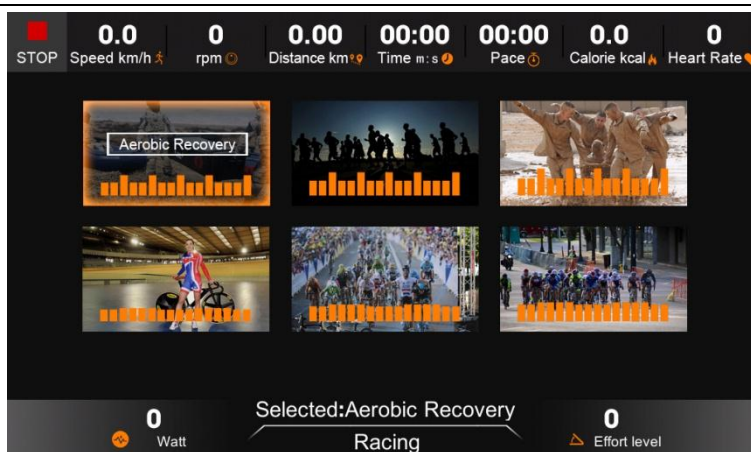 0.0 0 0.00 00:00 00:00 0.0 0
STOP Speed km/h rpm Distance km Time m:s Pace Calorie kcal Heart Rate
Aerobic Recovery
Selected:Aerobic Recovery
0 0
Watt Racing Effort level